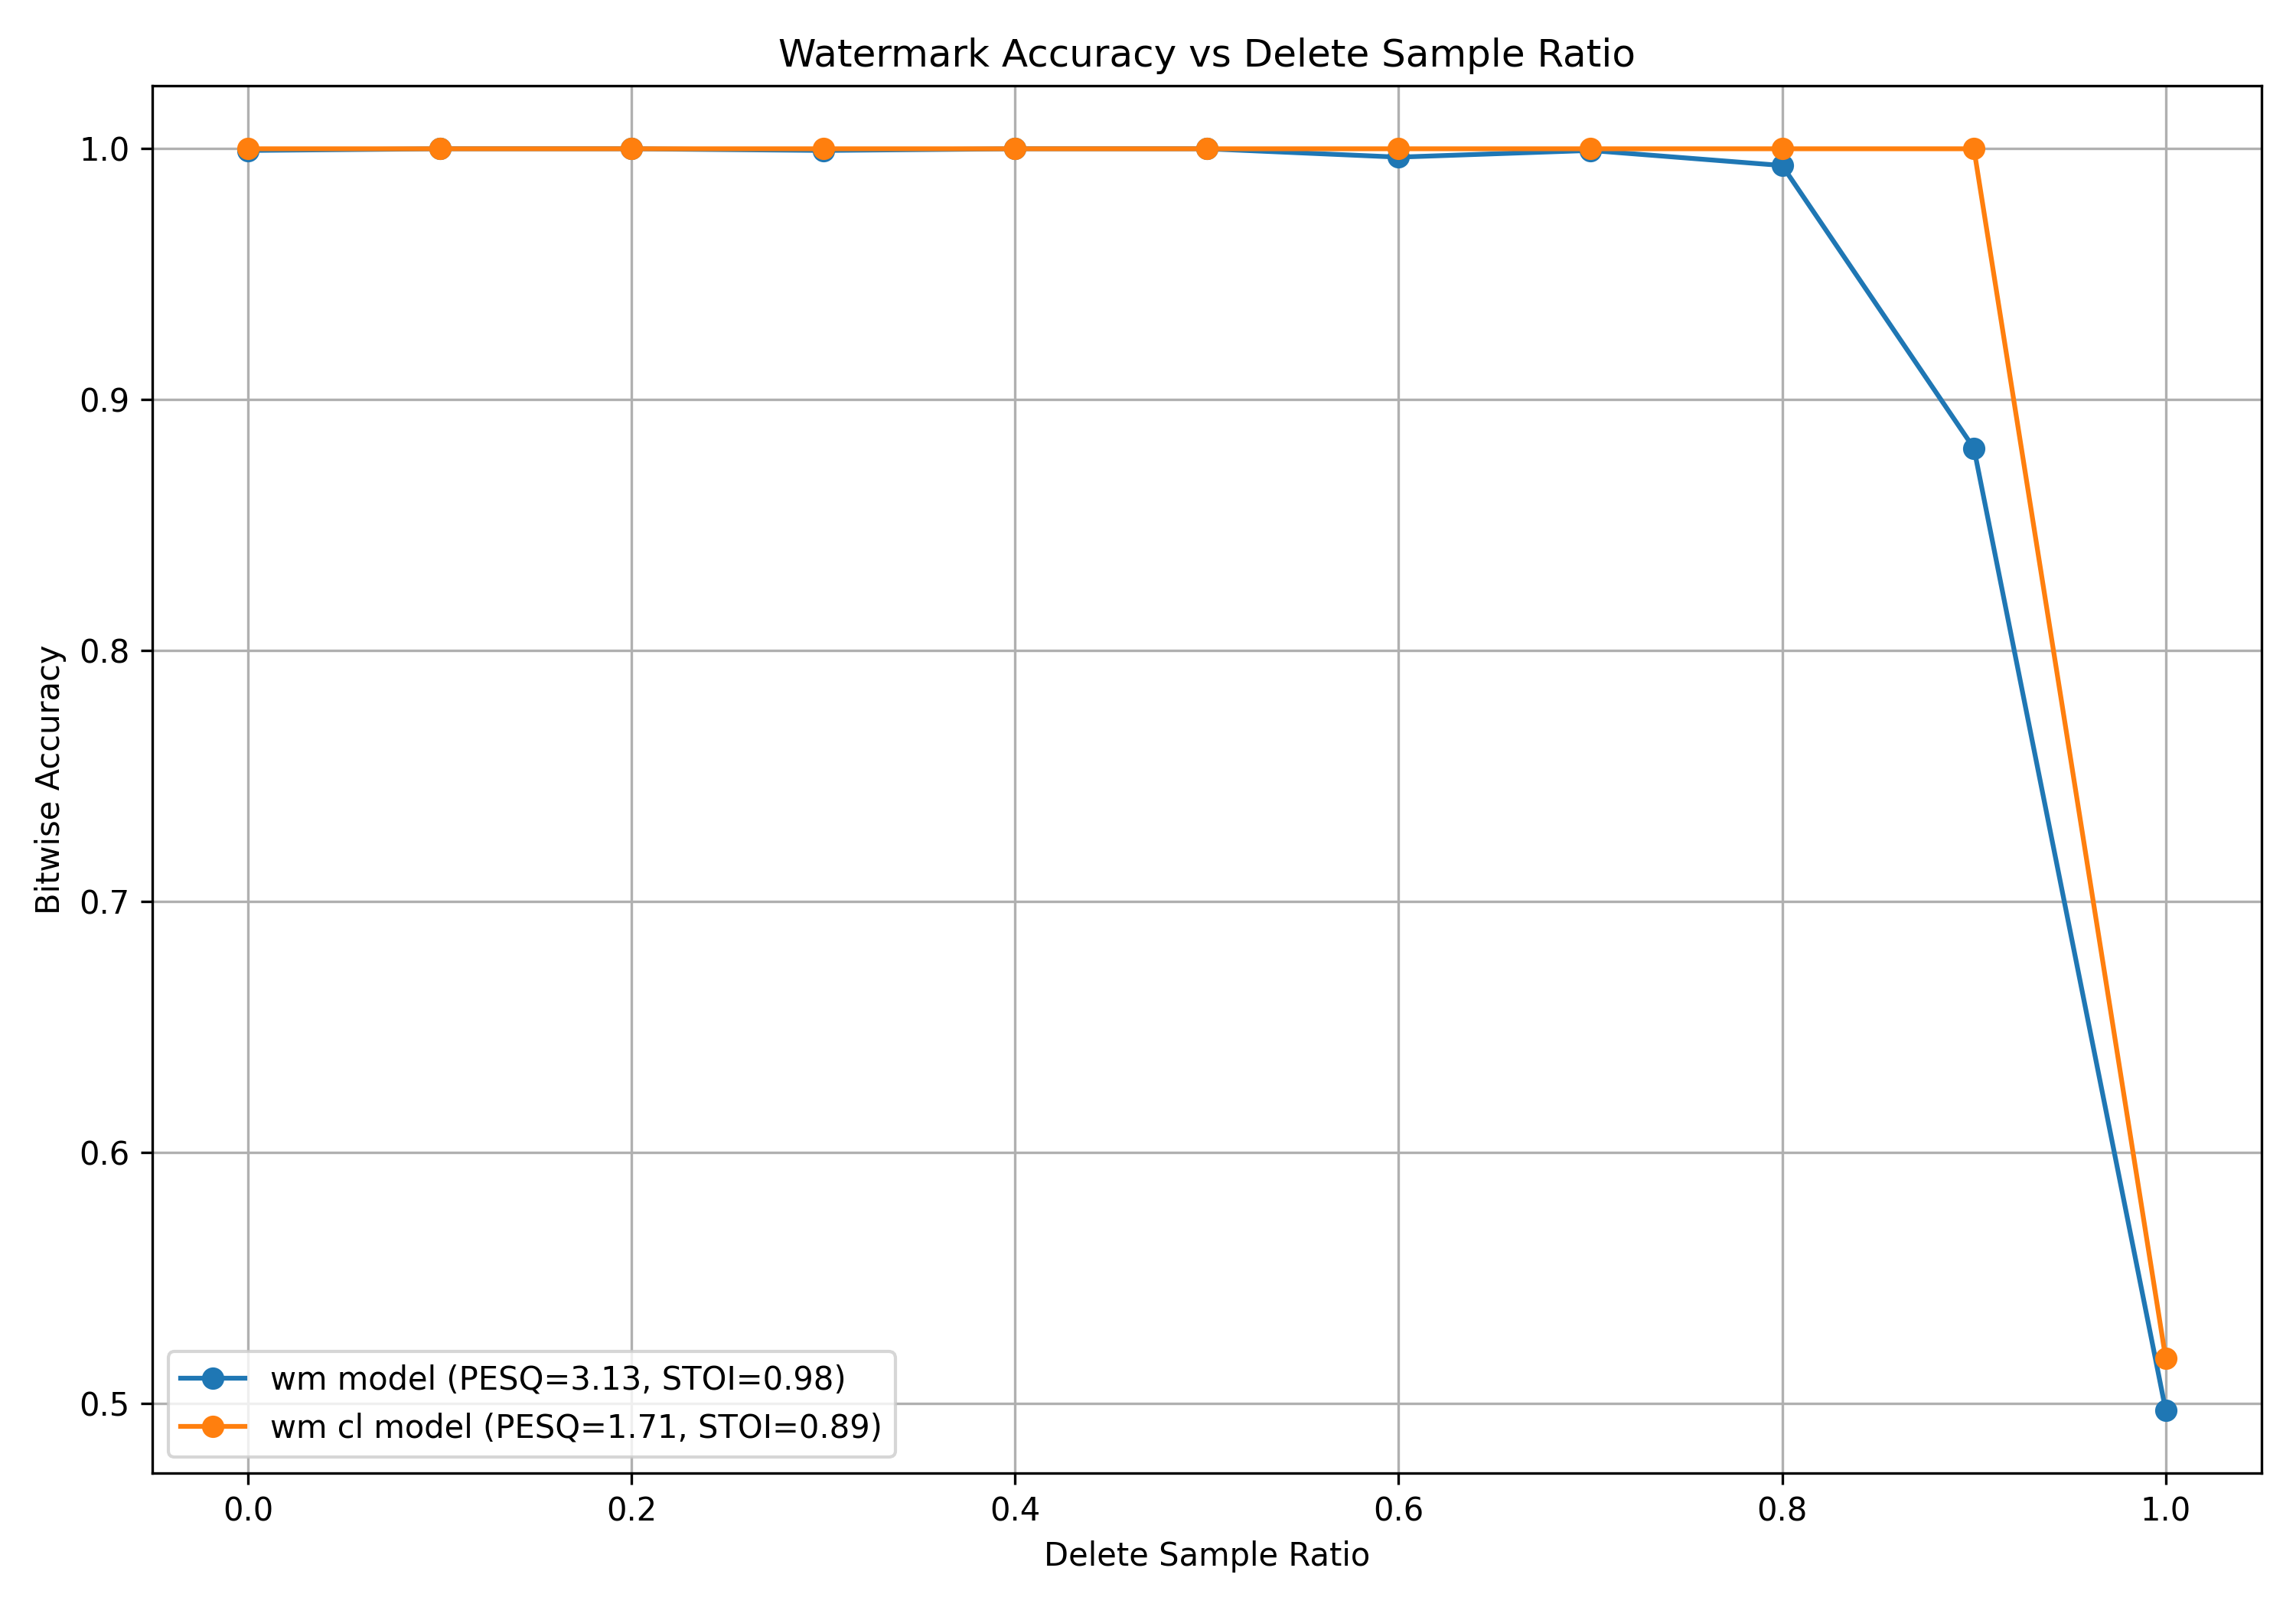 Watermark Accuracy vs Delete Sample Ratio
1.0
0.9
0.8
0.7
0.6
0.5
Bitwise Accuracy
wm model (PESQ=3.13, STOI=0.98)
wm cl model (PESQ=1.71, STOI=0.89)
0.0 0.2 0.4 0.6 0.8 1.0
Delete Sample Ratio